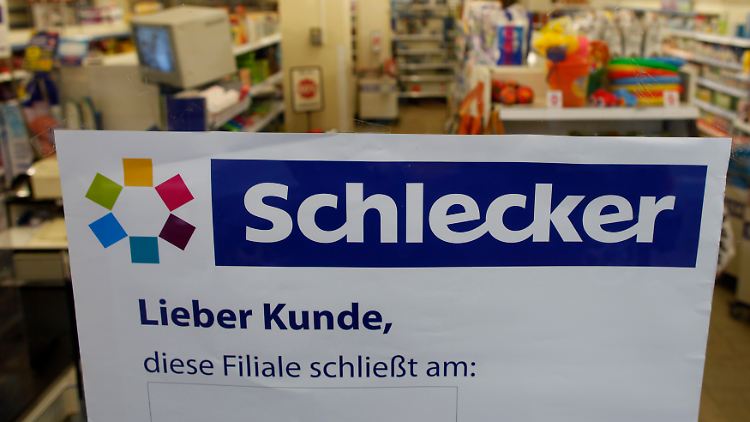 Schlecker
Lieber Kunde,
diese Filiale schließt am: